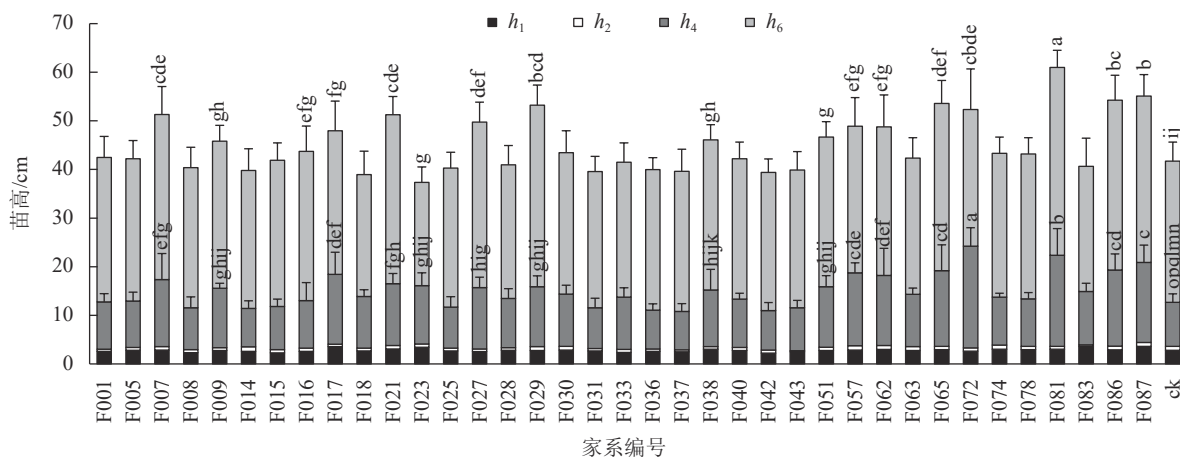 70
60
50
40
30
20
10
0
苗高/cm
h₁ h₂ h₄ h₆
cde gh efg fg cde g def bcd gh g efg efg def cbde a bc b ij
efg ghij def fgh ghij hig ghij hijk ghij cde def cd a b cd c opqlmn
F001 F005 F007 F008 F009 F014 F015 F016 F017 F018 F021 F023 F025 F027 F028 F029 F030 F031 F033 F036 F037 F038 F040 F042 F043 F051 F057 F062 F063 F065 F072 F074 F078 F081 F083 F086 F087 ck
家系编号